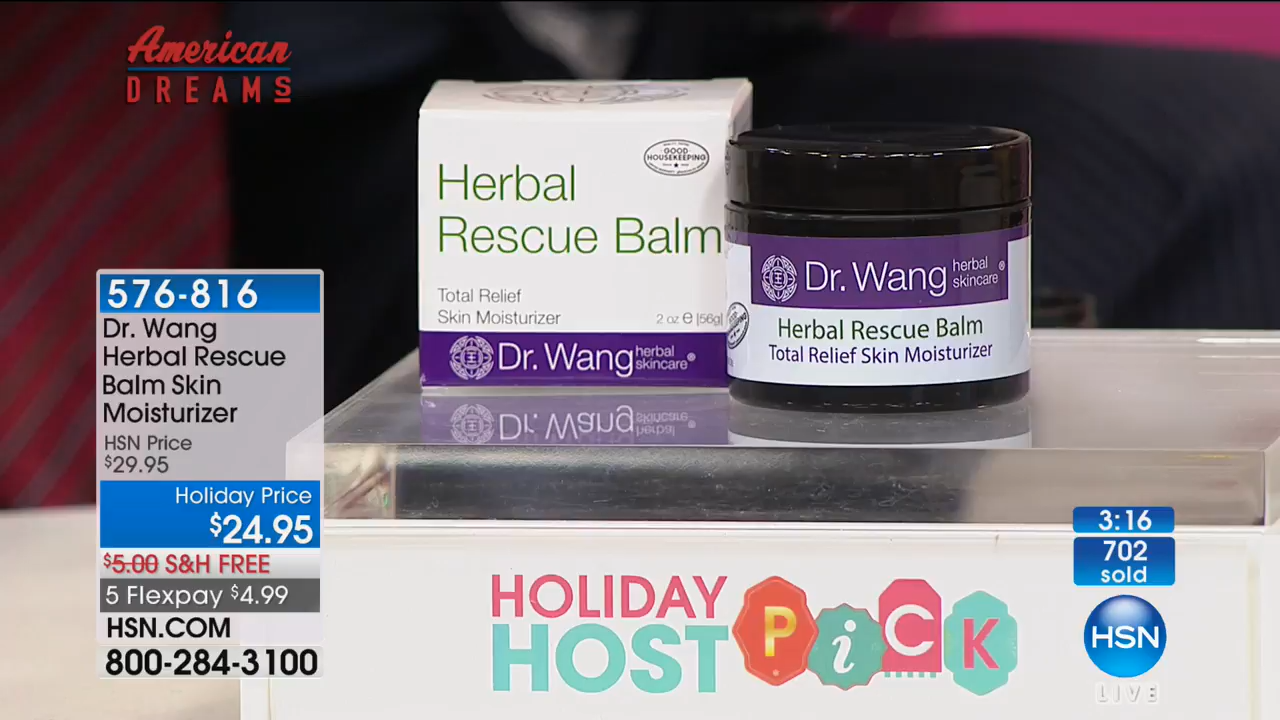 American
DREAMS
576-816
Dr. Wang
Herbal Rescue
Balm Skin
Moisturizer
HSN Price
$29.95
Holiday Price
$24.95
$5.00 S&H FREE
5 Flexpay $4.99
HSN.COM
800-284-3100
GOOD
HOUSEKEEPING
Herbal
Rescue Balm
Total Relief
Skin Moisturizer
2 oz ℮ [56g]
Dr. Wang herbal skincare®
Dr. Wang herbal skincare®
Herbal Rescue Balm
Total Relief Skin Moisturizer
HOLIDAY
HOST PiCK
3:16
702
sold
HSN
LIVE